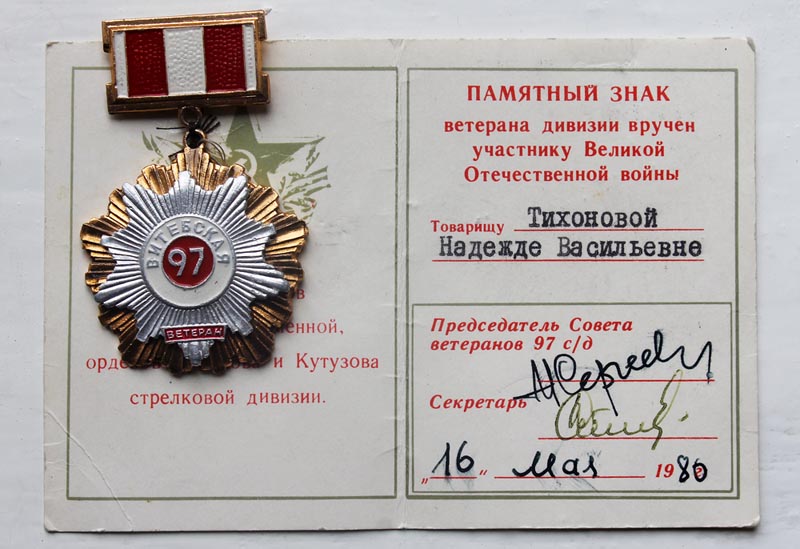 ВИТЕБСКАЯ
97
ВЕТЕРАН
в
енной,
орде ова и Кутузова
стрелковой дивизии.
ПАМЯТНЫЙ ЗНАК
ветерана дивизии вручен
участнику Великой
Отечественной войны
Товарищу Тихоновой
Надежде Васильевне
Председатель Совета
ветеранов 97 с/д
Секретарь
„16" Мая 1980